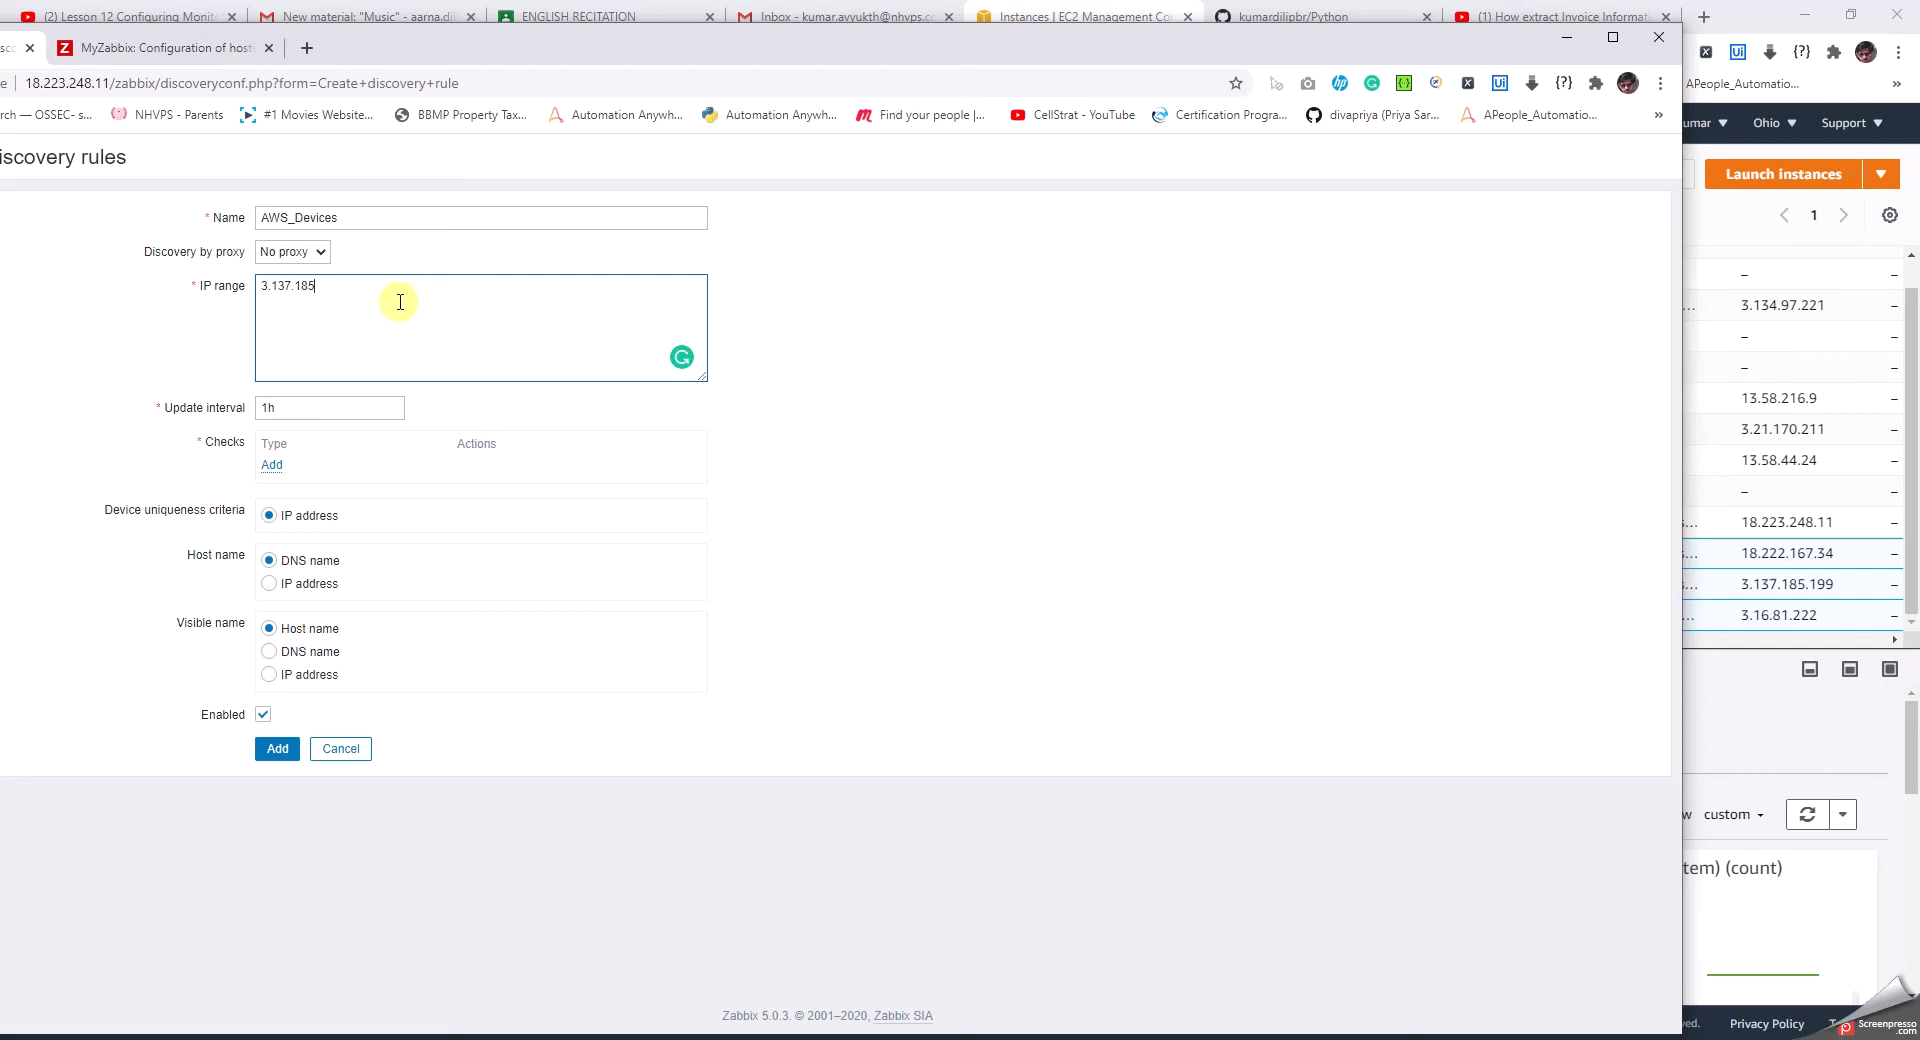 (2) Lesson 12 Configuring Monit
New material: "Music" - aarna.dil
ENGLISH RECITATION
Inbox - kumar.avyukth@nhvps.c
Instances | EC2 Management Co
kumardilipbr/Python
(1) How extract Invoice Informati
MyZabbix: Configuration of host
18.223.248.11/zabbix/discoveryconf.php?form=Create+discovery+rule
APeople_Automatio...
»
rch — OSSEC- s...
NHVPS - Parents
#1 Movies Website...
BBMP Property Tax...
Automation Anywh...
Automation Anywh...
Find your people |...
CellStrat - YouTube
Certification Progra...
divapriya (Priya Sar...
APeople_Automatio...
»
umar
Ohio
Support
iscovery rules
Launch instances
1
* Name
AWS_Devices
Discovery by proxy
No proxy
* IP range
3.137.185
* Update interval
1h
* Checks
Type
Actions
Add
Device uniqueness criteria
IP address
Host name
DNS name
IP address
Visible name
Host name
DNS name
IP address
Enabled
Add
Cancel
–
... 3.134.97.221 –
–
–
13.58.216.9 –
3.21.170.211 –
13.58.44.24 –
–
s... 18.223.248.11 –
s... 18.222.167.34 –
s... 3.137.185.199 –
... 3.16.81.222 –
w custom
tem) (count)
Zabbix 5.0.3. © 2001–2020, Zabbix SIA
ved.
Privacy Policy
Screenpresso
.com